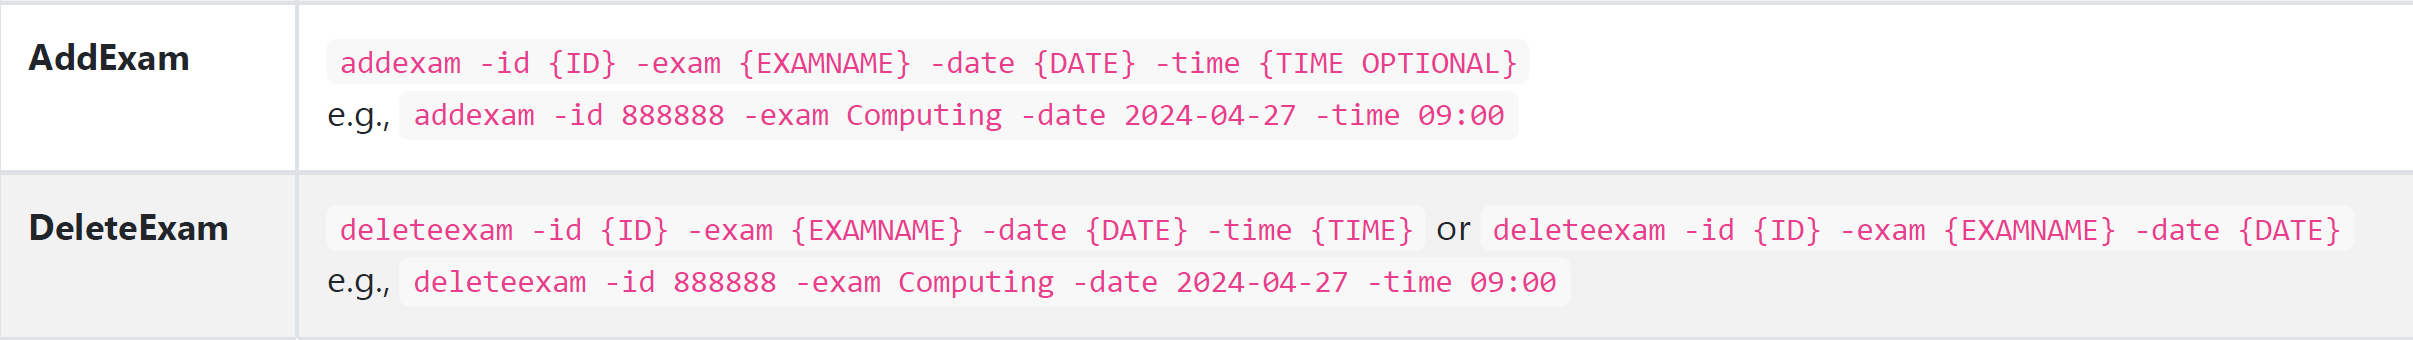 AddExam
addexam -id {ID} -exam {EXAMNAME} -date {DATE} -time {TIME OPTIONAL}
e.g., addexam -id 888888 -exam Computing -date 2024-04-27 -time 09:00
DeleteExam
deleteexam -id {ID} -exam {EXAMNAME} -date {DATE} -time {TIME} or deleteexam -id {ID} -exam {EXAMNAME} -date {DATE}
e.g., deleteexam -id 888888 -exam Computing -date 2024-04-27 -time 09:00